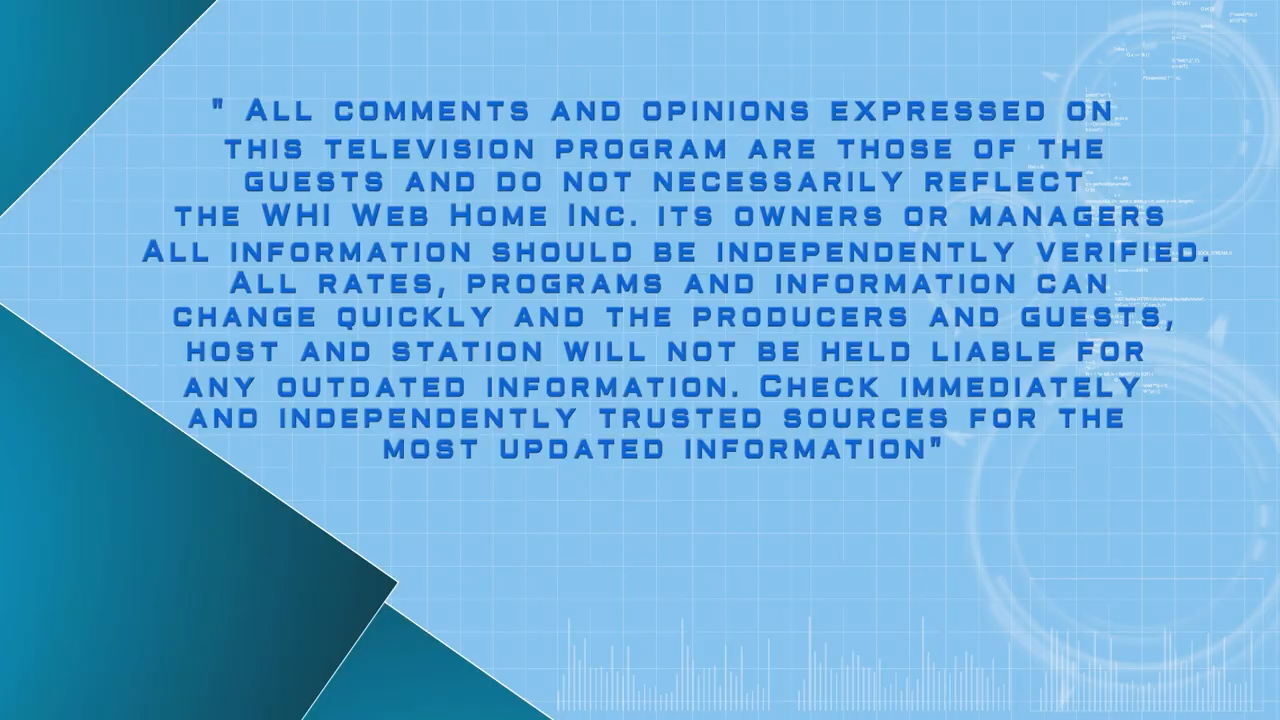 " All comments and opinions expressed on
this television program are those of the
guests and do not necessarily reflect
the WHI Web Home Inc. its owners or managers
All information should be independently verified.
All rates, programs and information can
change quickly and the producers and guests,
host and station will not be held liable for
any outdated information. Check immediately
and independently trusted sources for the
most updated information"